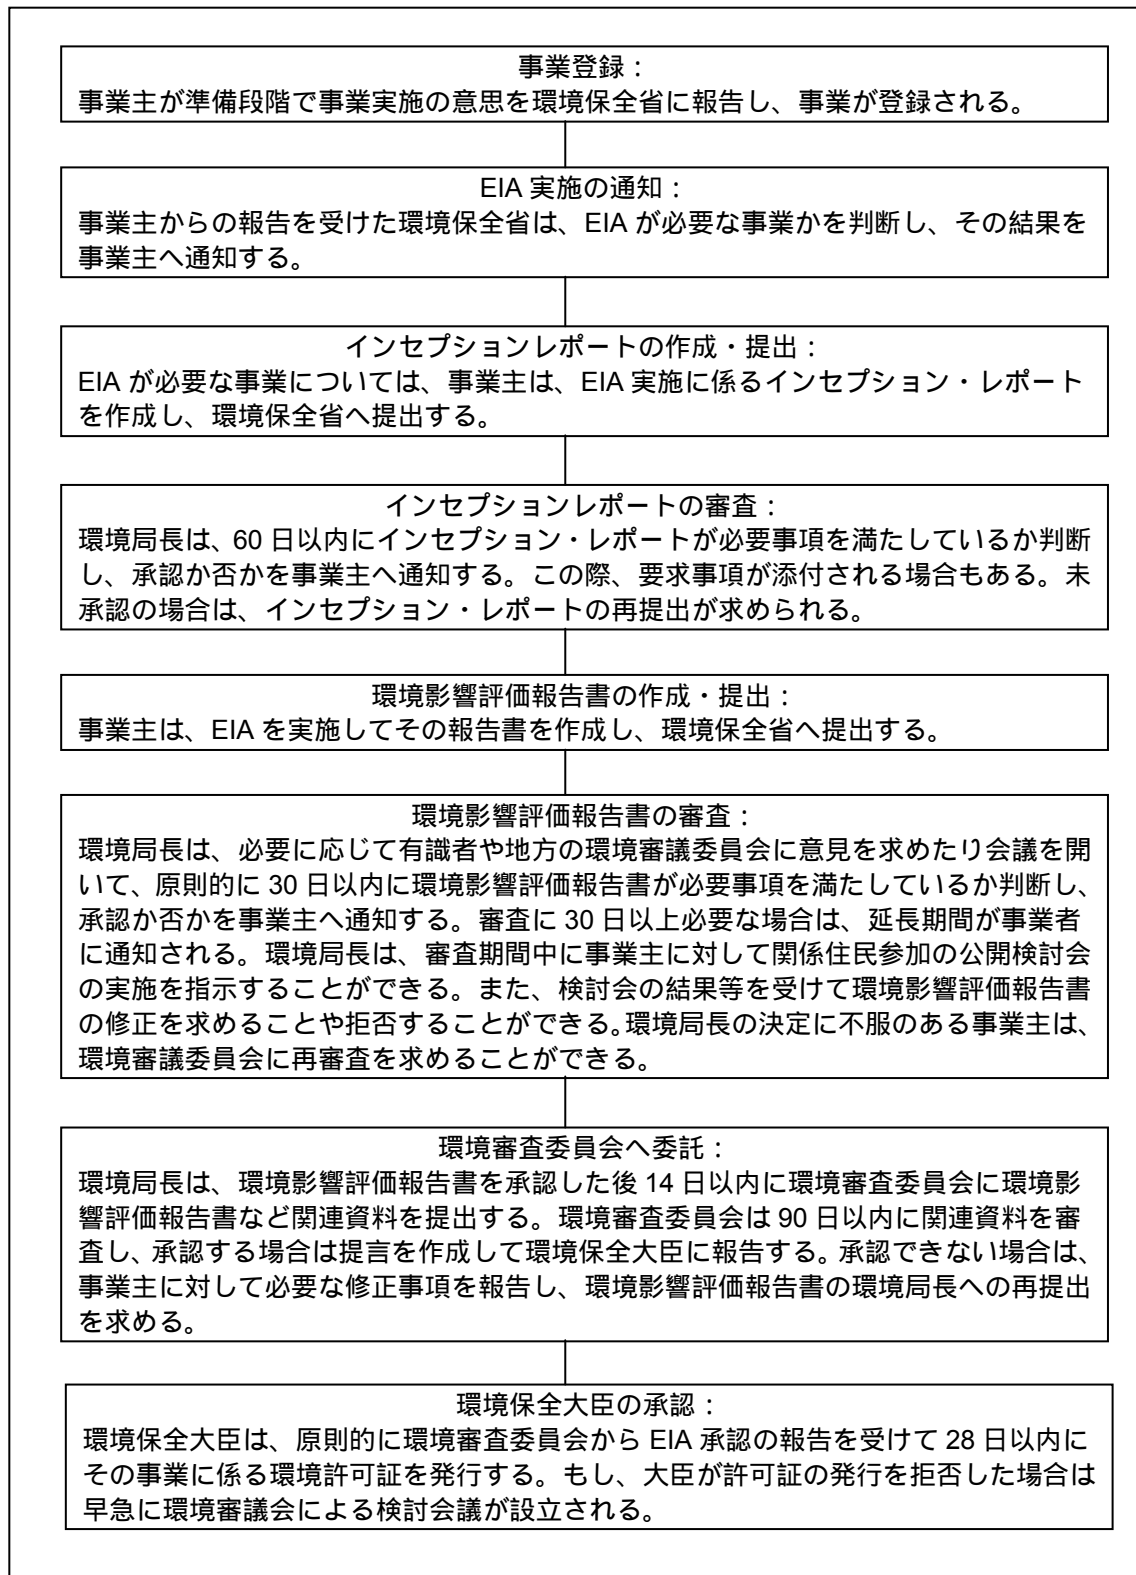 事業登録：
事業主が準備段階で事業実施の意思を環境保全省に報告し、事業が登録される。
EIA 実施の通知：
事業主からの報告を受けた環境保全省は、EIA が必要な事業かを判断し、その結果を
事業主へ通知する。
インセプションレポートの作成・提出：
EIA が必要な事業については、事業主は、EIA 実施に係るインセプション・レポート
を作成し、環境保全省へ提出する。
インセプションレポートの審査：
環境局長は、60 日以内にインセプション・レポートが必要事項を満たしているか判断
し、承認か否かを事業主へ通知する。この際、要求事項が添付される場合もある。未
承認の場合は、インセプション・レポートの再提出が求められる。
環境影響評価報告書の作成・提出：
事業主は、EIA を実施してその報告書を作成し、環境保全省へ提出する。
環境影響評価報告書の審査：
環境局長は、必要に応じて有識者や地方の環境審議委員会に意見を求めたり会議を開
いて、原則的に 30 日以内に環境影響評価報告書が必要事項を満たしているか判断し、
承認か否かを事業主へ通知する。審査に 30 日以上必要な場合は、延長期間が事業者
に通知される。環境局長は、審査期間中に事業主に対して関係住民参加の公開検討会
の実施を指示することができる。また、検討会の結果等を受けて環境影響評価報告書
の修正を求めることや拒否することができる。環境局長の決定に不服のある事業主は、
環境審議委員会に再審査を求めることができる。
環境審査委員会へ委託：
環境局長は、環境影響評価報告書を承認した後 14 日以内に環境審査委員会に環境影
響評価報告書など関連資料を提出する。環境審査委員会は 90 日以内に関連資料を審
査し、承認する場合は提言を作成して環境保全大臣に報告する。承認できない場合は、
事業主に対して必要な修正事項を報告し、環境影響評価報告書の環境局長への再提出
を求める。
環境保全大臣の承認：
環境保全大臣は、原則的に環境審査委員会から EIA 承認の報告を受けて 28 日以内に
その事業に係る環境許可証を発行する。もし、大臣が許可証の発行を拒否した場合は
早急に環境審議会による検討会議が設立される。